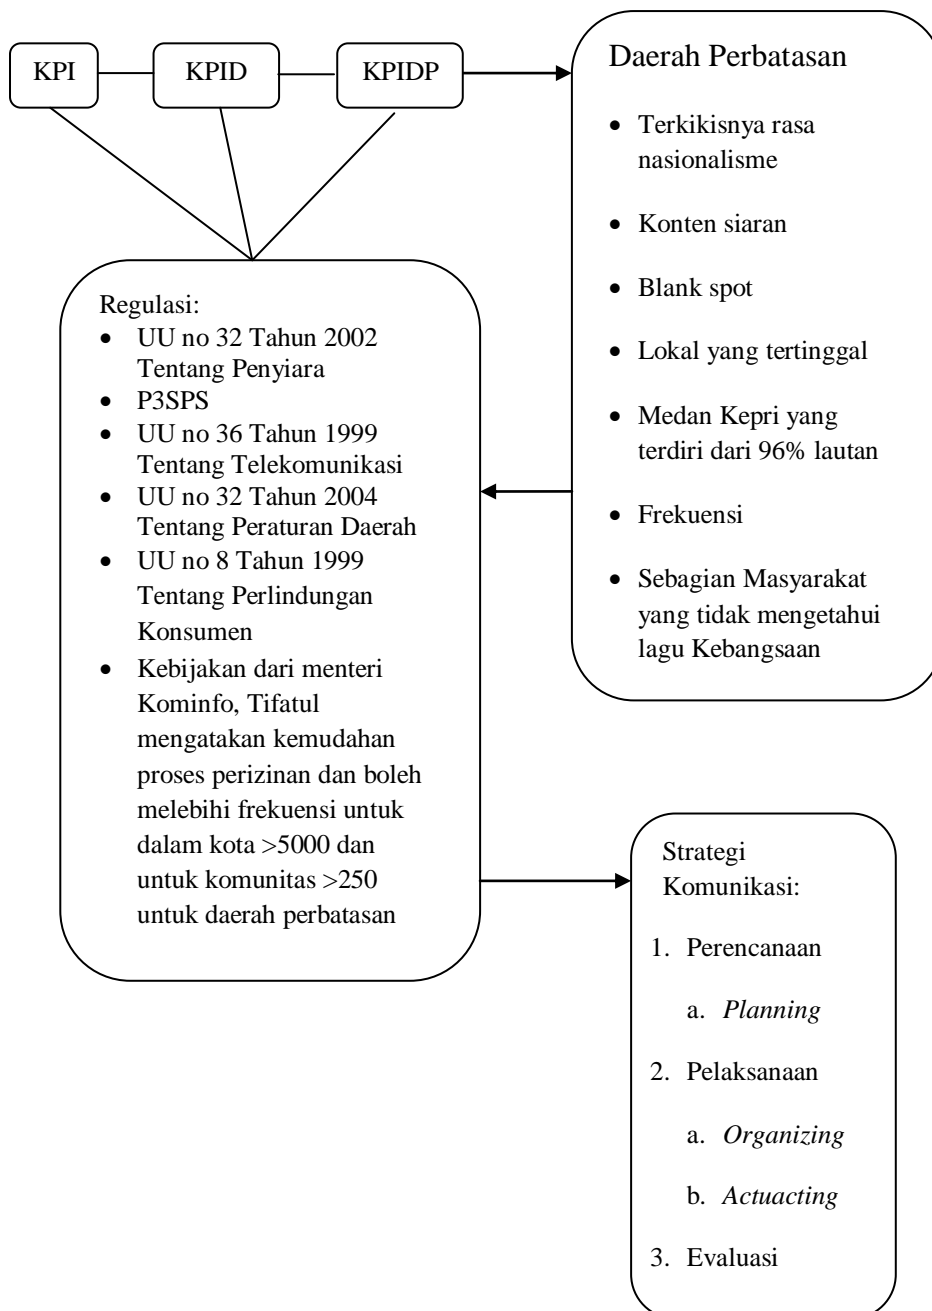 KPI
KPID
KPIDP
Daerah Perbatasan
• Terkikisnya rasa
nasionalisme
• Konten siaran
• Blank spot
• Lokal yang tertinggal
• Medan Kepri yang
terdiri dari 96% lautan
• Frekuensi
• Sebagian Masyarakat
yang tidak mengetahui
lagu Kebangsaan
Regulasi:
• UU no 32 Tahun 2002
Tentang Penyiara
• P3SPS
• UU no 36 Tahun 1999
Tentang Telekomunikasi
• UU no 32 Tahun 2004
Tentang Peraturan Daerah
• UU no 8 Tahun 1999
Tentang Perlindungan
Konsumen
• Kebijakan dari menteri
Kominfo, Tifatul
mengatakan kemudahan
proses perizinan dan boleh
melebihi frekuensi untuk
dalam kota >5000 dan
untuk komunitas >250
untuk daerah perbatasan
Strategi
Komunikasi:
1. Perencanaan
a. Planning
2. Pelaksanaan
a. Organizing
b. Actuacting
3. Evaluasi